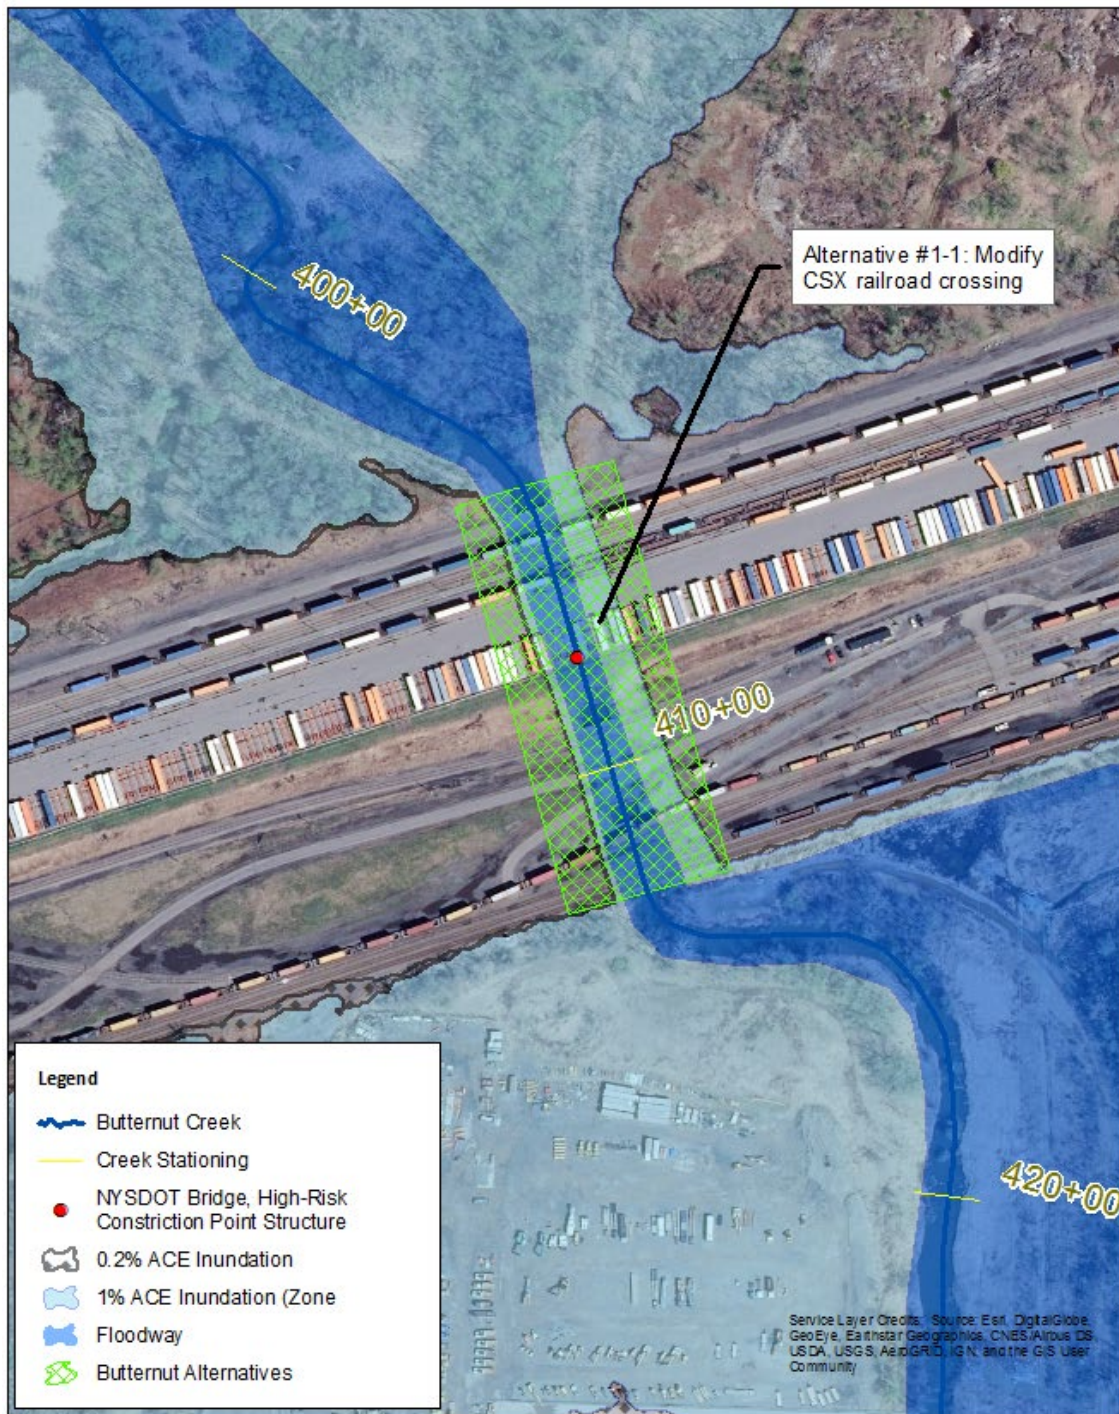 Alternative #1-1: Modify
CSX railroad crossing
400+00
410+00
420+00
Legend
Butternut Creek
Creek Stationing
NYSDOT Bridge, High-Risk
Constriction Point Structure
0.2% ACE Inundation
1% ACE Inundation (Zone
Floodway
Butternut Alternatives
Service Layer Credits: Source: Esri, DigitalGlobe,
GeoEye, Earthstar Geographics, CNES/Airbus DS,
USDA, USGS, AeroGRID, IGN, and the GIS User
Community